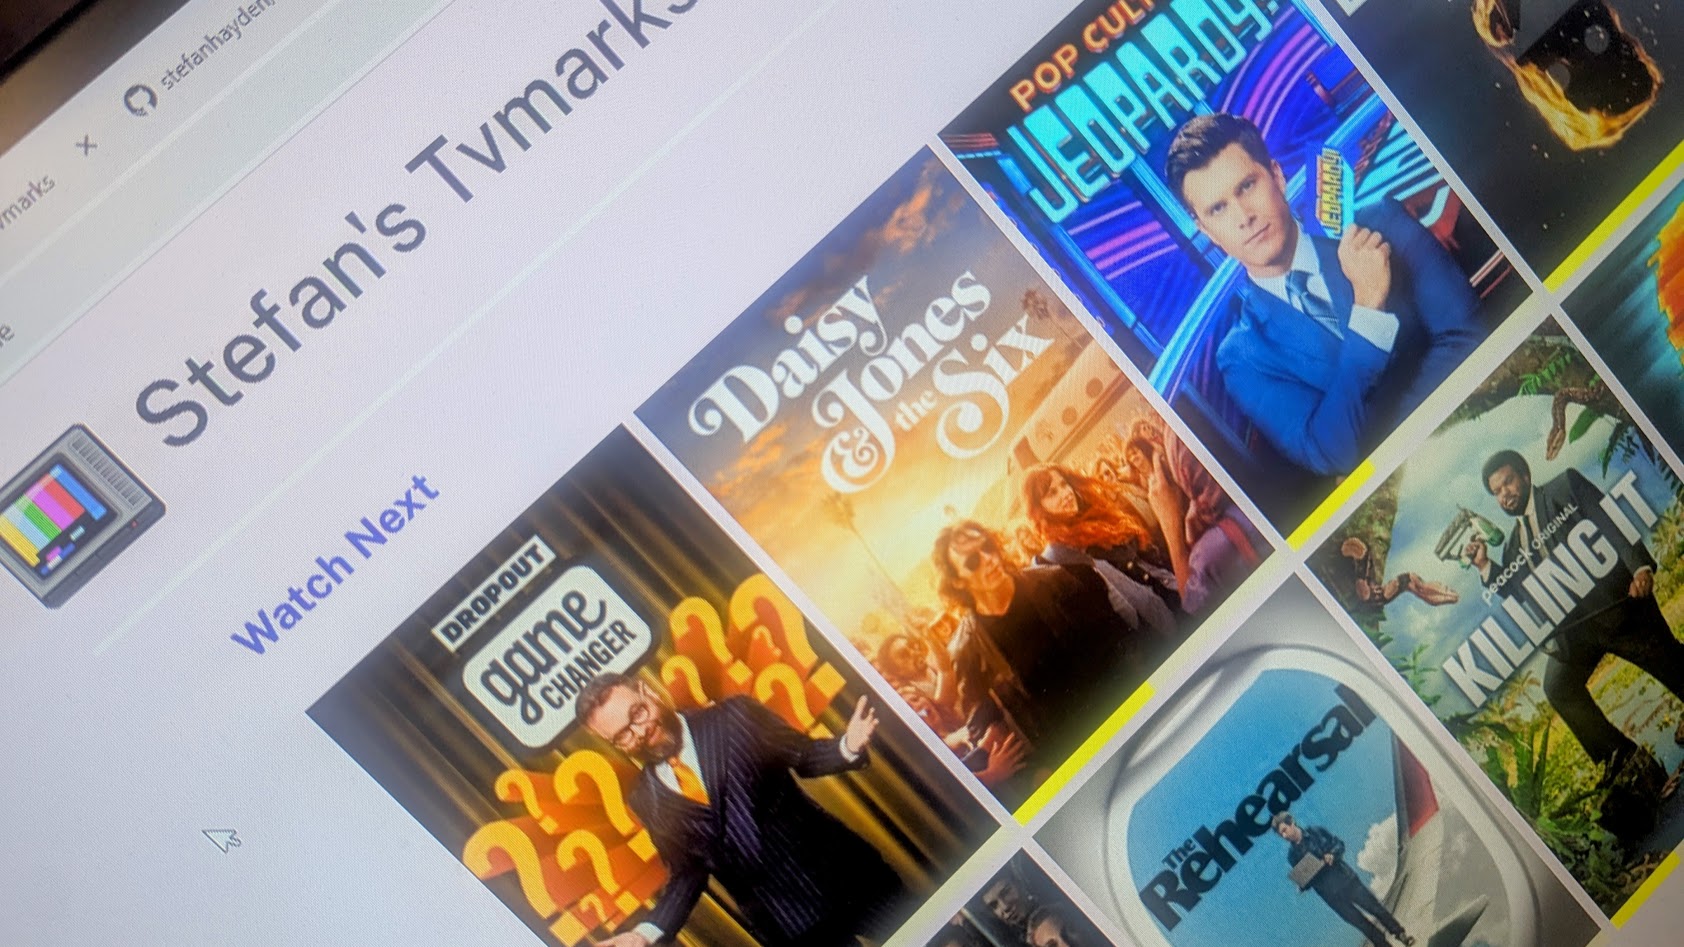 stefanhayden/
vmarks
Stefan's Tvmarks
Watch Next
DROPOUT
game
CHANGER
Daisy
& Jones
the Six
POP CULT
JEOPARDY!
JEOPARDY
The
Rehearsal
peacock ORIGINAL
KILLING IT